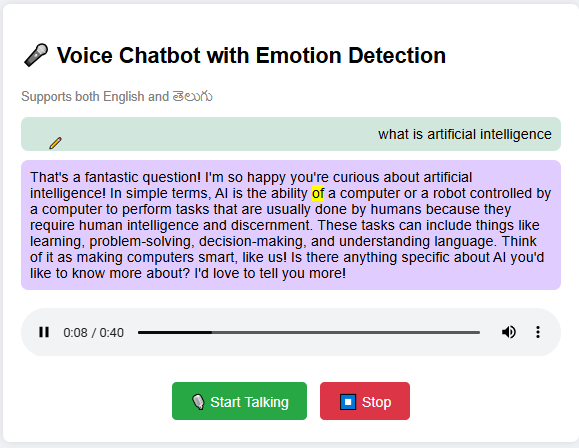 🎤 Voice Chatbot with Emotion Detection
Supports both English and తెలుగు
what is artificial intelligence
That's a fantastic question! I'm so happy you're curious about artificial
intelligence! In simple terms, AI is the ability of a computer or a robot controlled by
a computer to perform tasks that are usually done by humans because they
require human intelligence and discernment. These tasks can include things like
learning, problem-solving, decision-making, and understanding language. Think
of it as making computers smart, like us! Is there anything specific about AI you'd
like to know more about? I'd love to tell you more!
0:08 / 0:40
🎙️ Start Talking
⏹️ Stop